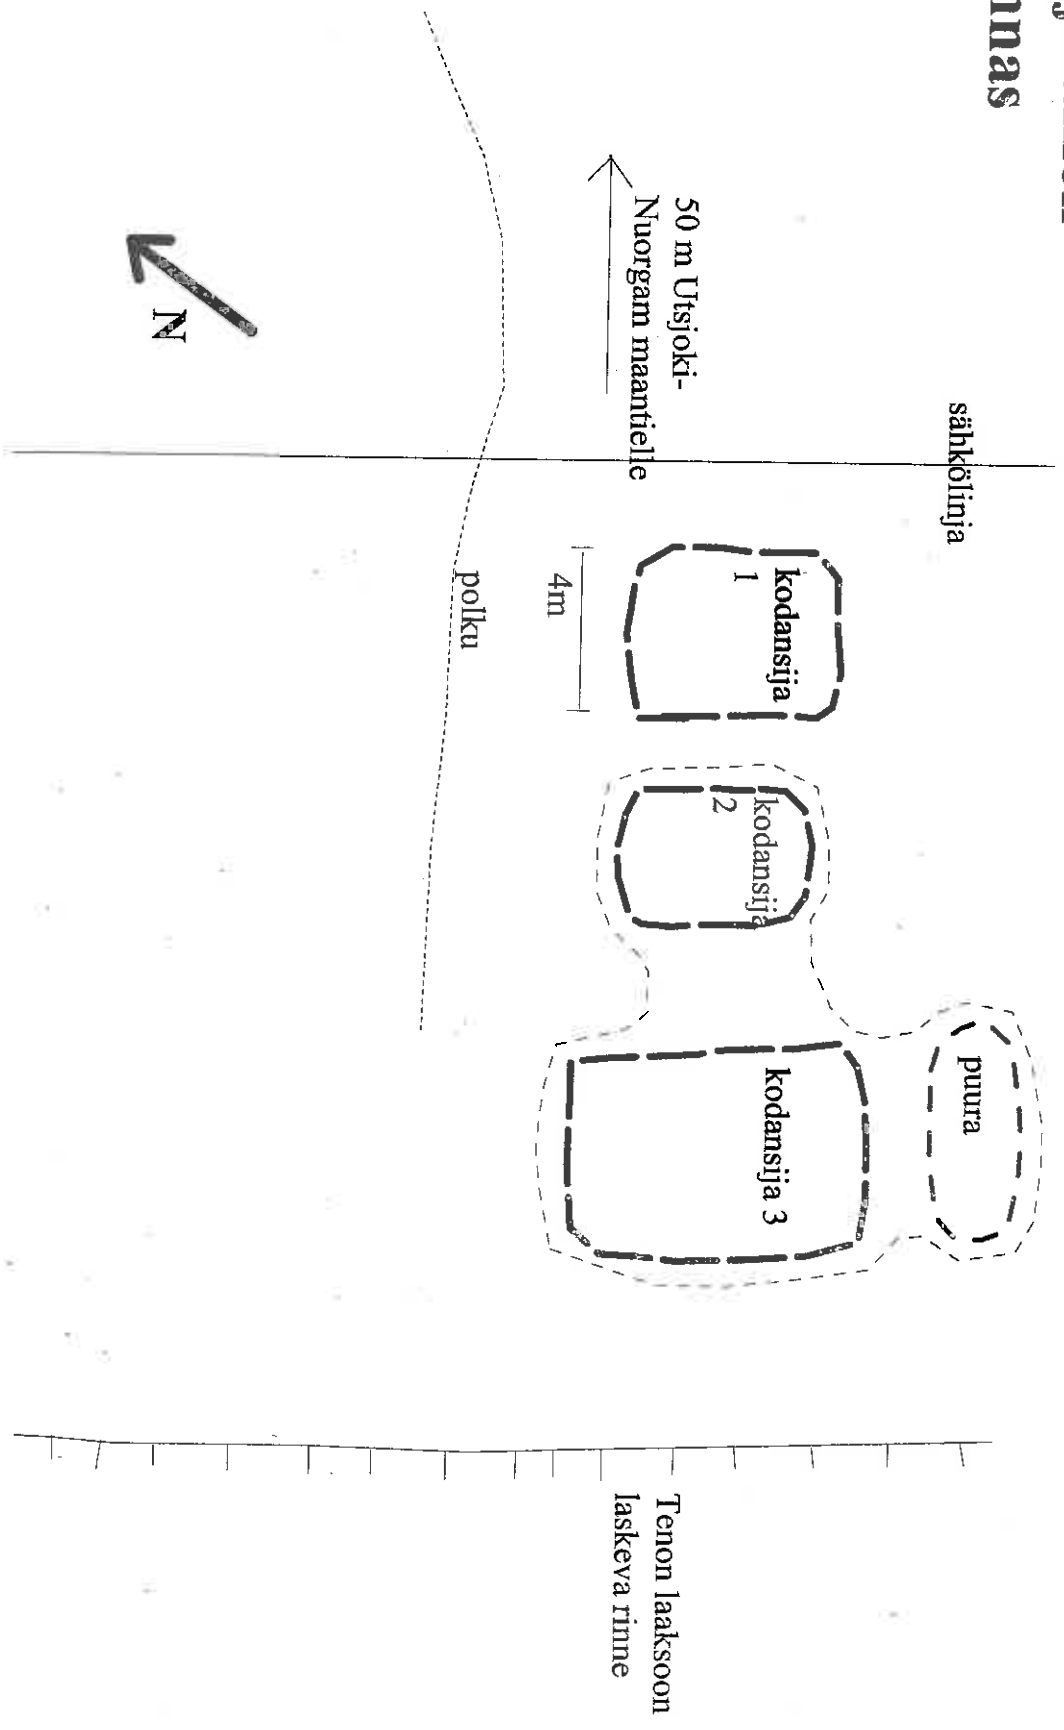 nnas
50 m Utsjoki-
Nuorgam maantielle
N
sähkölinja
kodansija
1
4m
polku
kodansija
2
puura
kodansija 3
Tenon laaksoon
laskeva rinne